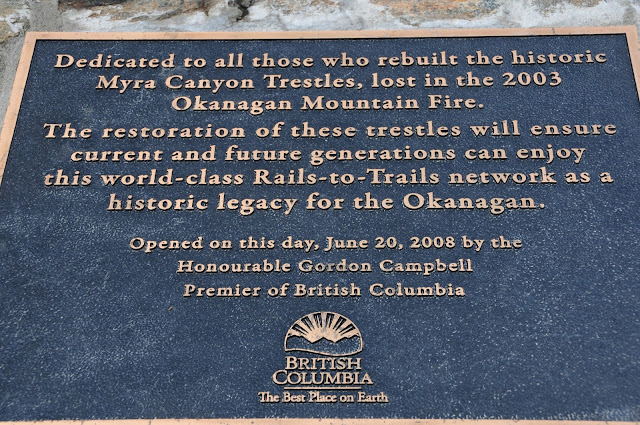 Dedicated to all those who rebuilt the historic
Myra Canyon Trestles, lost in the 2003
Okanagan Mountain Fire.
The restoration of these trestles will ensure
current and future generations can enjoy
this world-class Rails-to-Trails network as a
historic legacy for the Okanagan.
Opened on this day, June 20, 2008 by the
Honourable Gordon Campbell
Premier of British Columbia
BRITISH
COLUMBIA
The Best Place on Earth